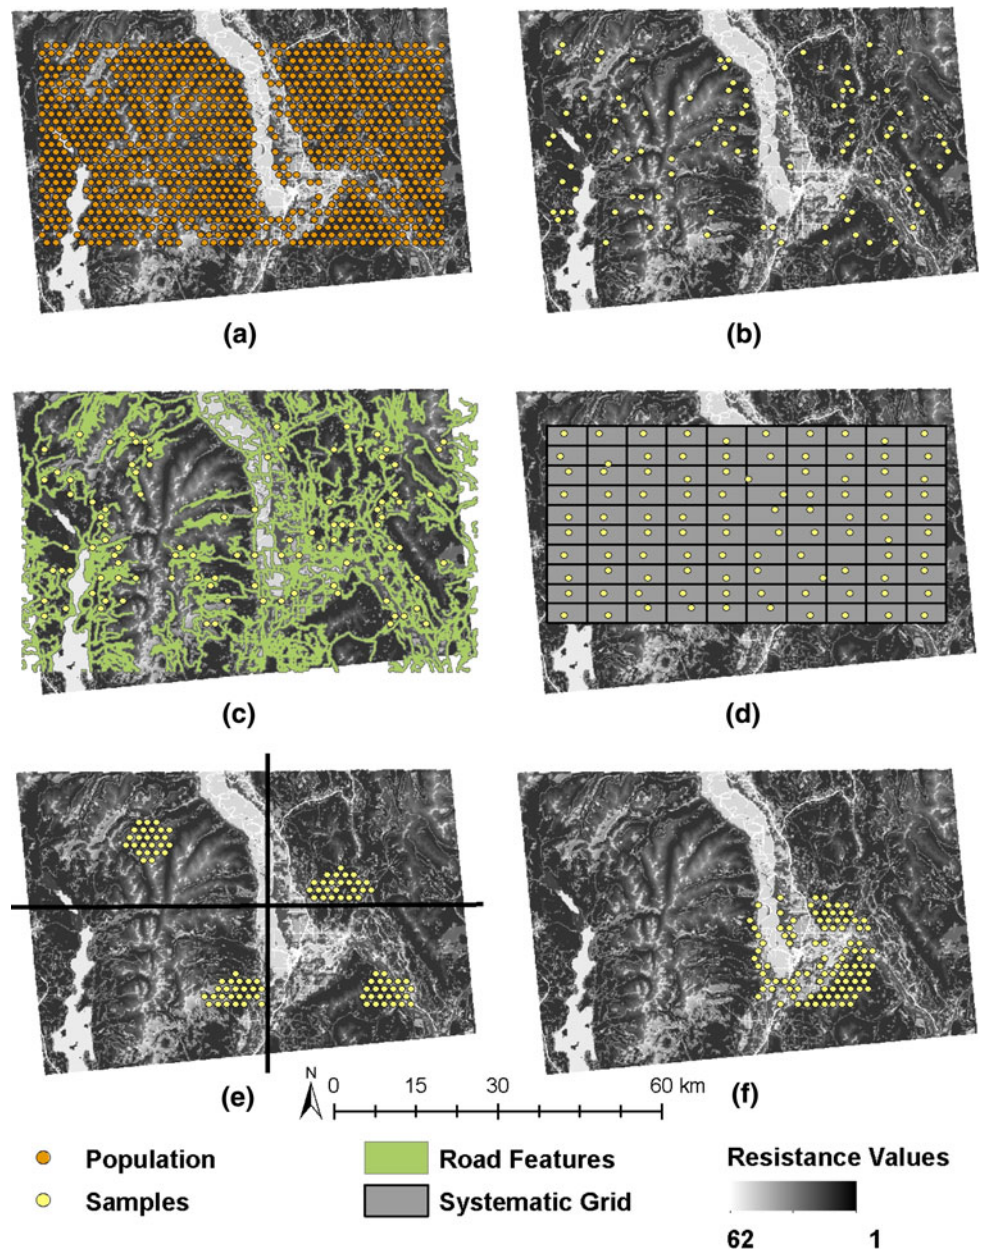 (a)
(b)
(c)
(d)
(e)
(f)
N
0 15 30 60 km
Population
Samples
Road Features
Systematic Grid
Resistance Values
62 1